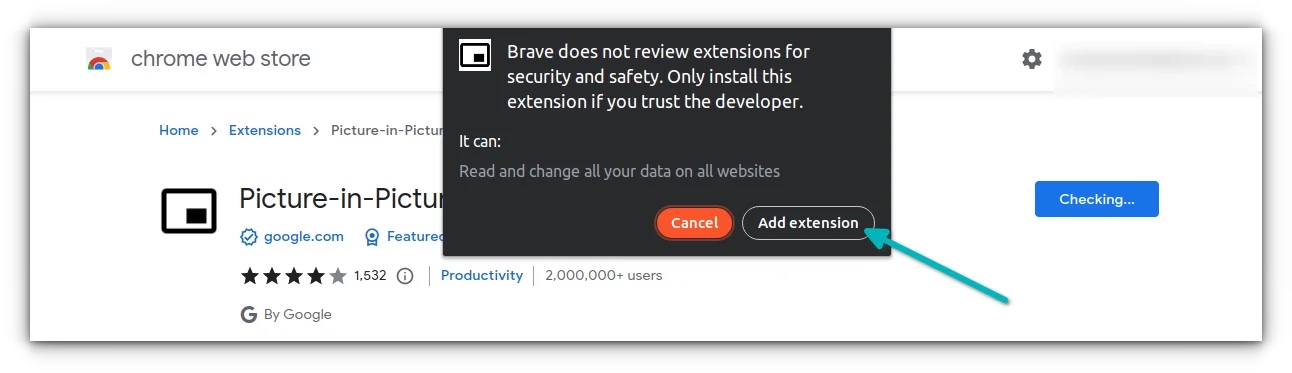 chrome web store
Brave does not review extensions for
security and safety. Only install this
extension if you trust the developer.
It can:
Read and change all your data on all websites
Cancel
Add extension
Home > Extensions > Picture-in-Pictur
Picture-in-Pictur
Checking...
google.com
Featured
1,532
Productivity
2,000,000+ users
By Google